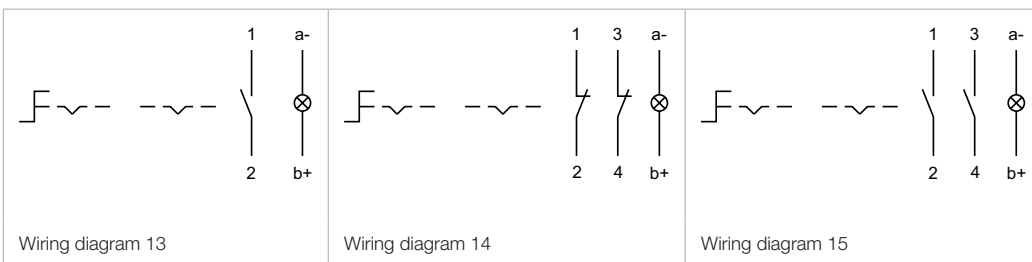 1 a-
2 b+
Wiring diagram 13
1 3 a-
2 4 b+
Wiring diagram 14
1 3 a-
2 4 b+
Wiring diagram 15